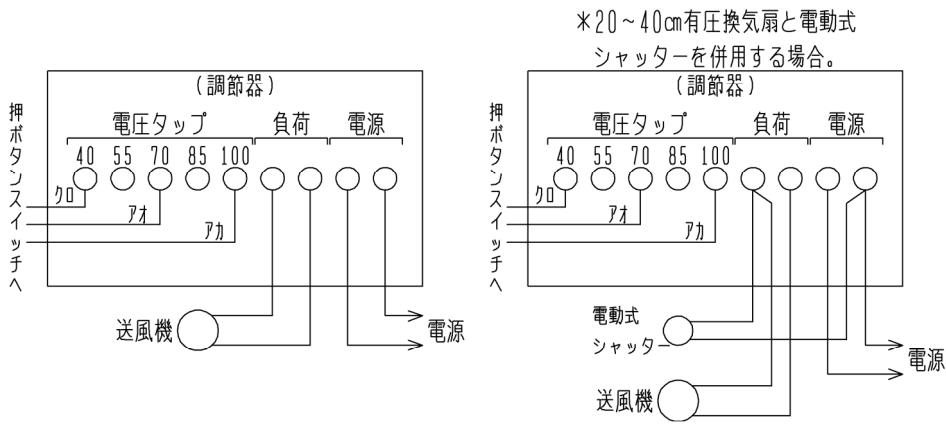 (調節器)
電圧タップ 負荷 電源
40 55 70 85 100
クロ
アオ
アカ
押ボタンスイッチへ
送風機
電源
＊20～40cm有圧換気扇と電動式
シャッターを併用する場合。
(調節器)
電圧タップ 負荷 電源
40 55 70 85 100
クロ
アオ
アカ
押ボタンスイッチへ
電動式
シャッター
電源
送風機